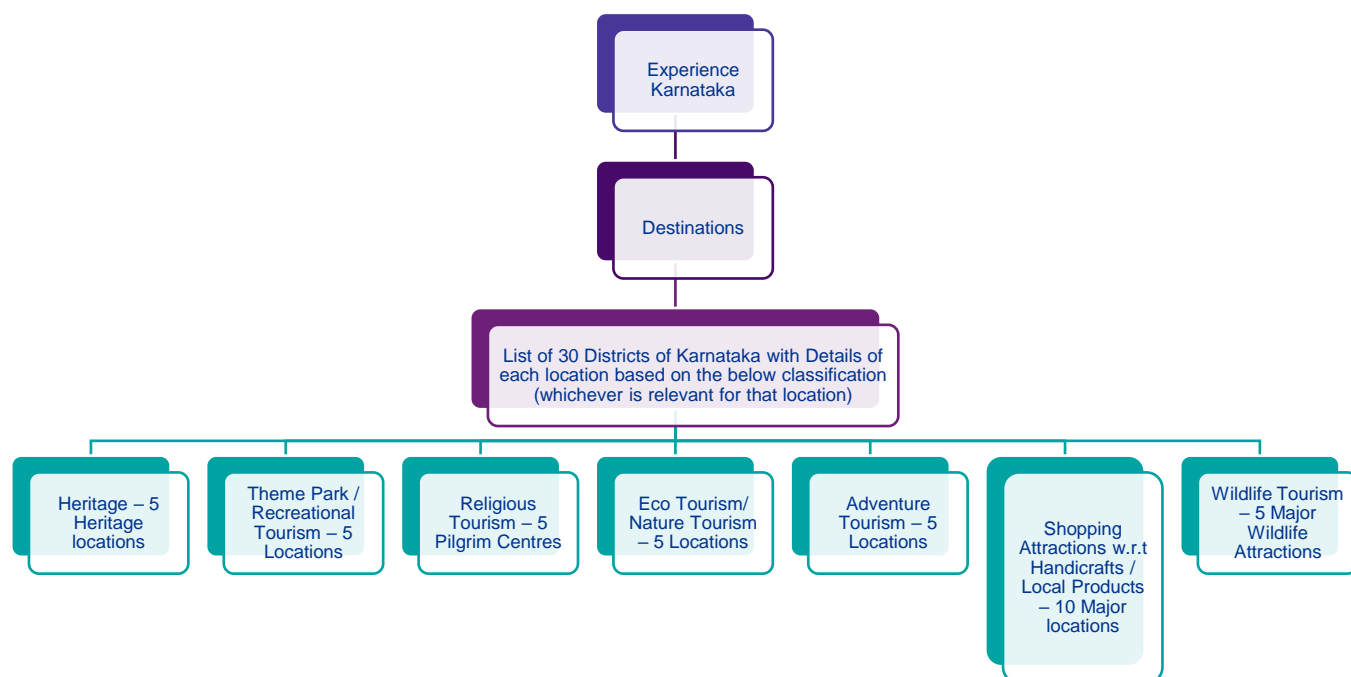 Experience
Karnataka
Destinations
List of 30 Districts of Karnataka with Details of
each location based on the below classification
(whichever is relevant for that location)
Heritage – 5
Heritage
locations
Theme Park /
Recreational
Tourism – 5
Locations
Religious
Tourism – 5
Pilgrim Centres
Eco Tourism/
Nature Tourism
– 5 Locations
Adventure
Tourism – 5
Locations
Shopping
Attractions w.r.t
Handicrafts /
Local Products
– 10 Major
locations
Wildlife Tourism
– 5 Major
Wildlife
Attractions